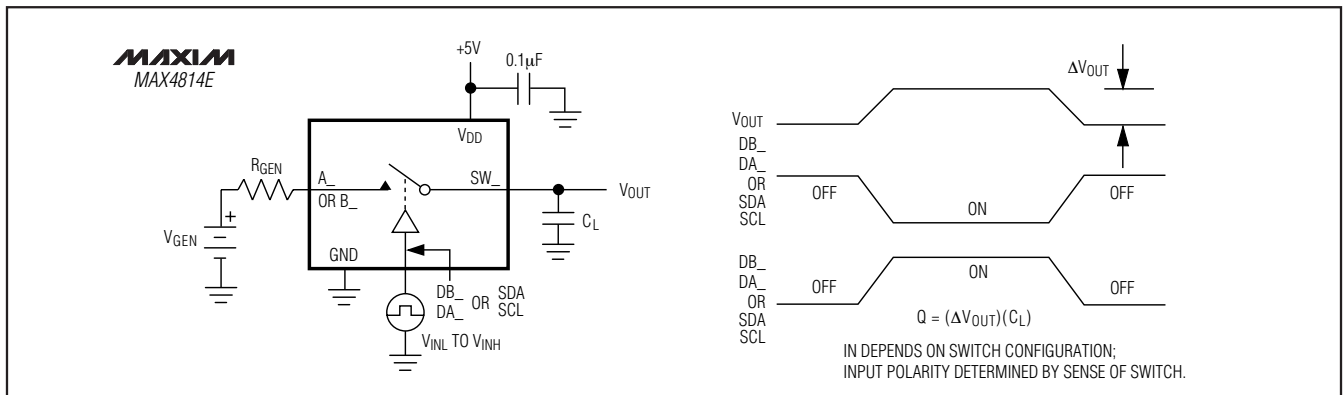 MAXIM
MAX4814E
+5V
0.1µF
VDD
RGEN
A_
OR B_
SW_
VOUT
CL
VGEN
+
GND
DB_
DA_
OR
SDA
SCL
VINL TO VINH
ΔVOUT
VOUT
DB_
DA_
OR
SDA
SCL
OFF
ON
OFF
DB_
DA_
OR
SDA
SCL
OFF
ON
OFF
Q = (ΔVOUT)(CL)
IN DEPENDS ON SWITCH CONFIGURATION;
INPUT POLARITY DETERMINED BY SENSE OF SWITCH.